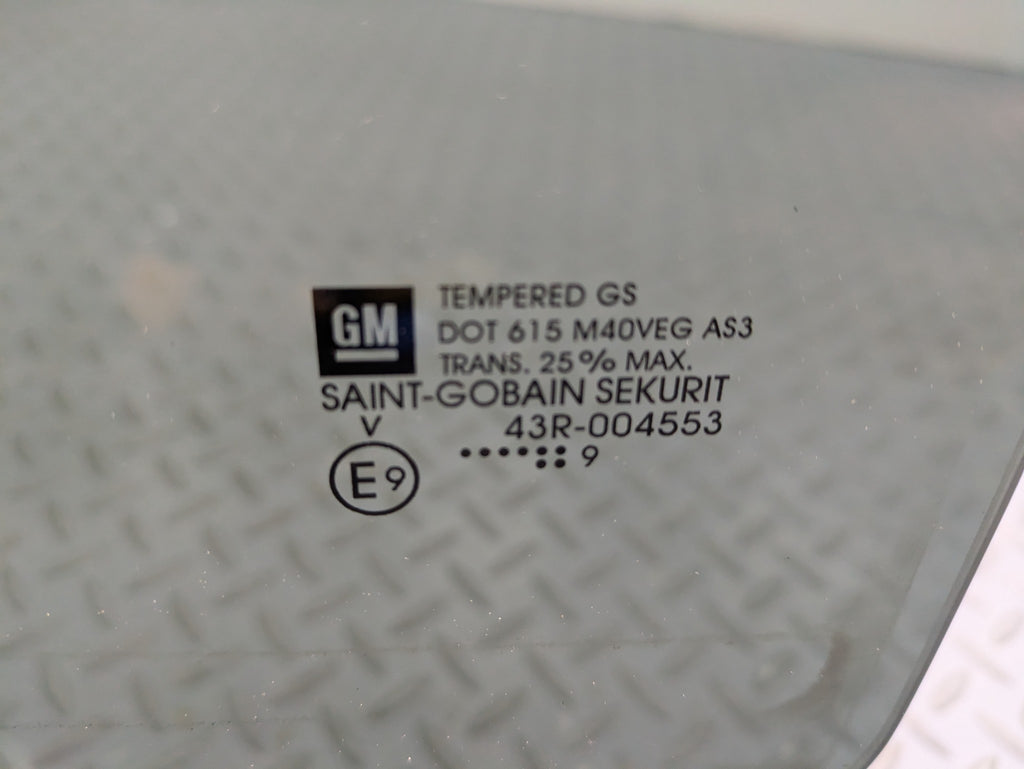 GM
TEMPERED GS
DOT 615 M40VEG AS3
TRANS. 25% MAX.
SAINT-GOBAIN SEKURIT
V
43R-004553
E9
9